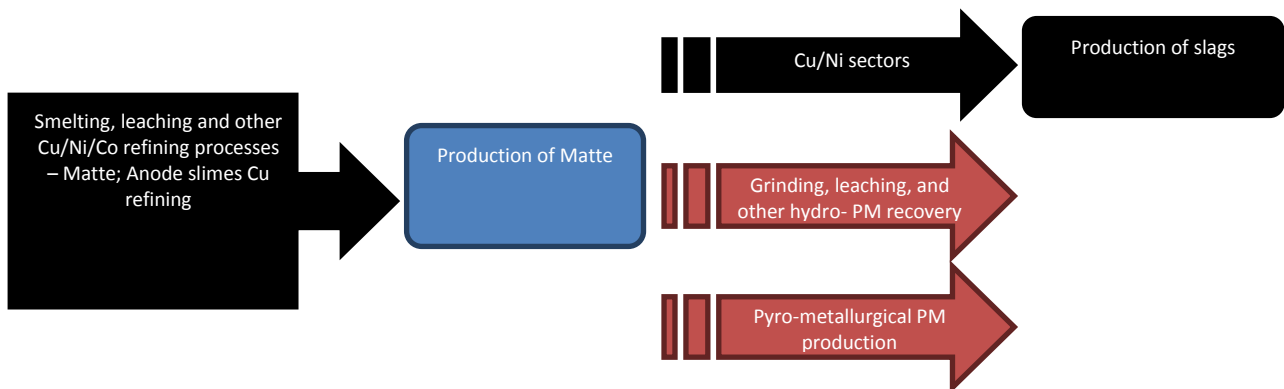 Smelting, leaching and other
Cu/Ni/Co refining processes
– Matte; Anode slimes Cu
refining
Production of Matte
Cu/Ni sectors
Production of slags
Grinding, leaching, and
other hydro- PM recovery
Pyro-metallurgical PM
production